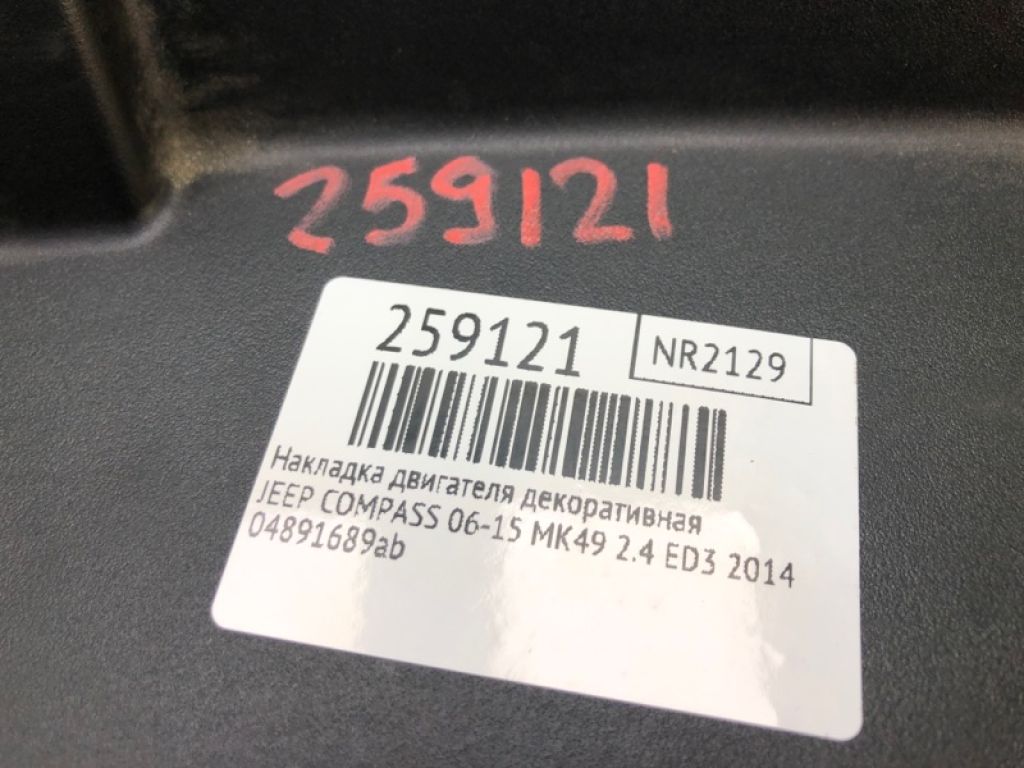 259121
259121
NR2129
Накладка двигателя декоративная
JEEP COMPASS 06-15 MK49 2.4 ED3 2014
04891689ab